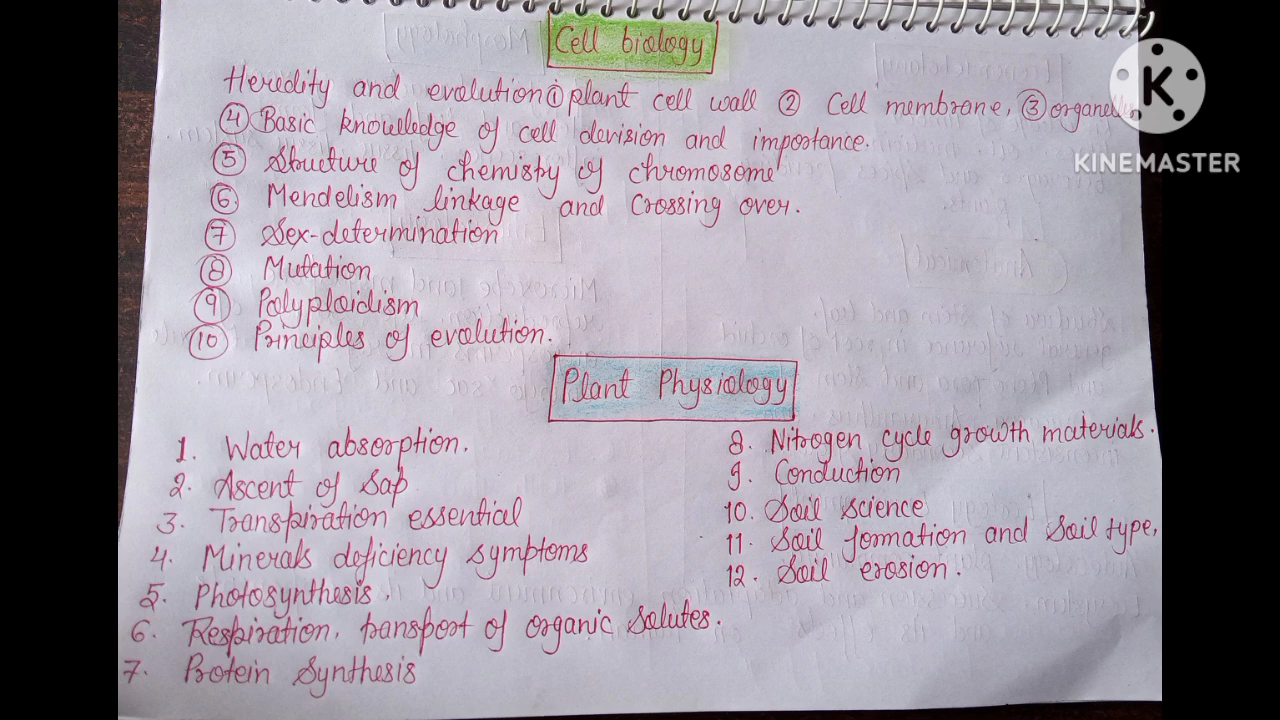 Cell biology
Heredity and evolution ① plant cell wall ② Cell membrane, ③ organelles
④ Basic knowledge of cell devision and importance.
⑤ Structure of chemistry of chromosome
⑥ Mendelism linkage and Crossing over.
⑦ Sex-determination
⑧ Mutation
⑨ Polyploidism
⑩ Principles of evolution.
Plant Physiology
1. Water absorption.
2. Ascent of Sap
3. Transpiration essential
4. Minerals deficiency symptoms
5. Photosynthesis.
6. Respiration, transport of organic Solutes.
7. Protein Synthesis
8. Nitrogen cycle growth materials.
9. Conduction
10. Soil science
11. Soil formation and Soil type,
12. Soil erosion.
K
KINEMASTER